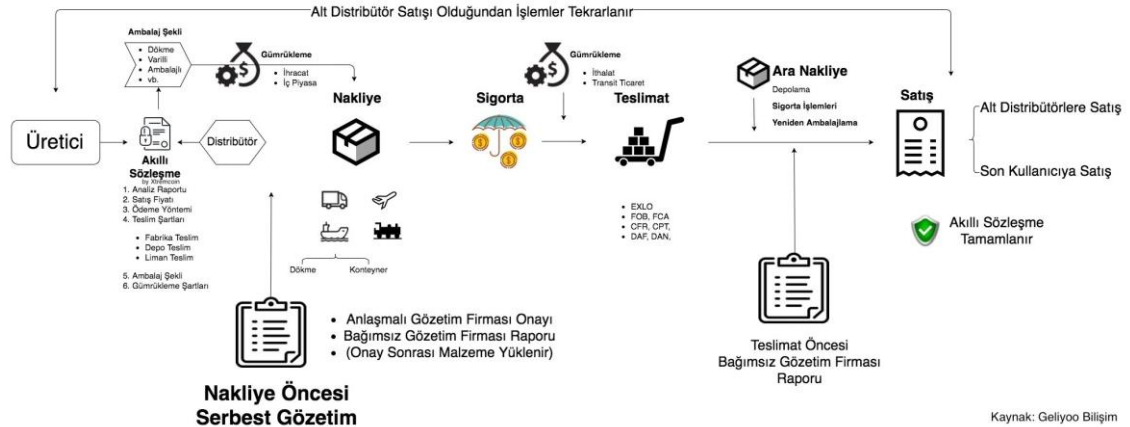 Alt Distribütör Satışı Olduğundan İşlemler Tekrarlanır
Ambalaj Şekli
• Dökme
• Varilli
• Ambalajlı
• vb.
Gümrükleme
• İhracat
• İç Piyasa
Gümrükleme
• İthalat
• Transit Ticaret
Ara Nakliye
Depolama
Sigorta İşlemleri
Yeniden Ambalajlama
Üretici
Akıllı
Sözleşme
by Xtremcoin
1. Analiz Raportu
2. Satış Fiyatı
3. Ödeme Yöntemi
4. Teslim Şartları
• Fabrika Teslim
• Depo Teslim
• Liman Teslim
5. Ambalaj Şekli
6. Gümrükleme Şartları
Distribütör
Nakliye
Dökme
Konteyner
Sigorta
Teslimat
• EXLO
• FOB, FCA
• CFR, CPT,
• DAF, DAN,
Satış
Alt Distribütörlere Satış
Son Kullanıcıya Satış
Akıllı Sözleşme
Tamamlanır
• Anlaşmalı Gözetim Firması Onayı
• Bağımsız Gözetim Firması Raporu
• (Onay Sonrası Malzeme Yüklenir)
Nakliye Öncesi
Serbest Gözetim
Teslimat Öncesi
Bağımsız Gözetim Firması
Raporu
Kaynak: Geliyoo Bilişim